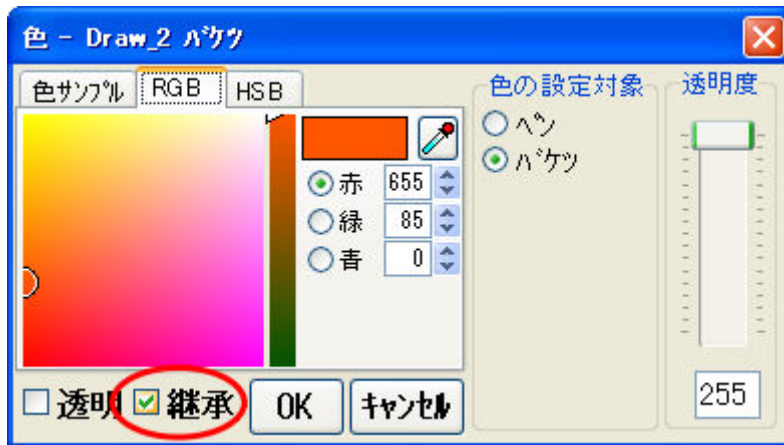 色 - Draw_2 ﾊﾞｹﾂ
色ｻﾝﾌﾟﾙ RGB HSB
赤 655
緑 85
青 0
透明 継承 OK ｷｬﾝｾﾙ
色の設定対象
ﾍﾟﾝ
ﾊﾞｹﾂ
透明度
255